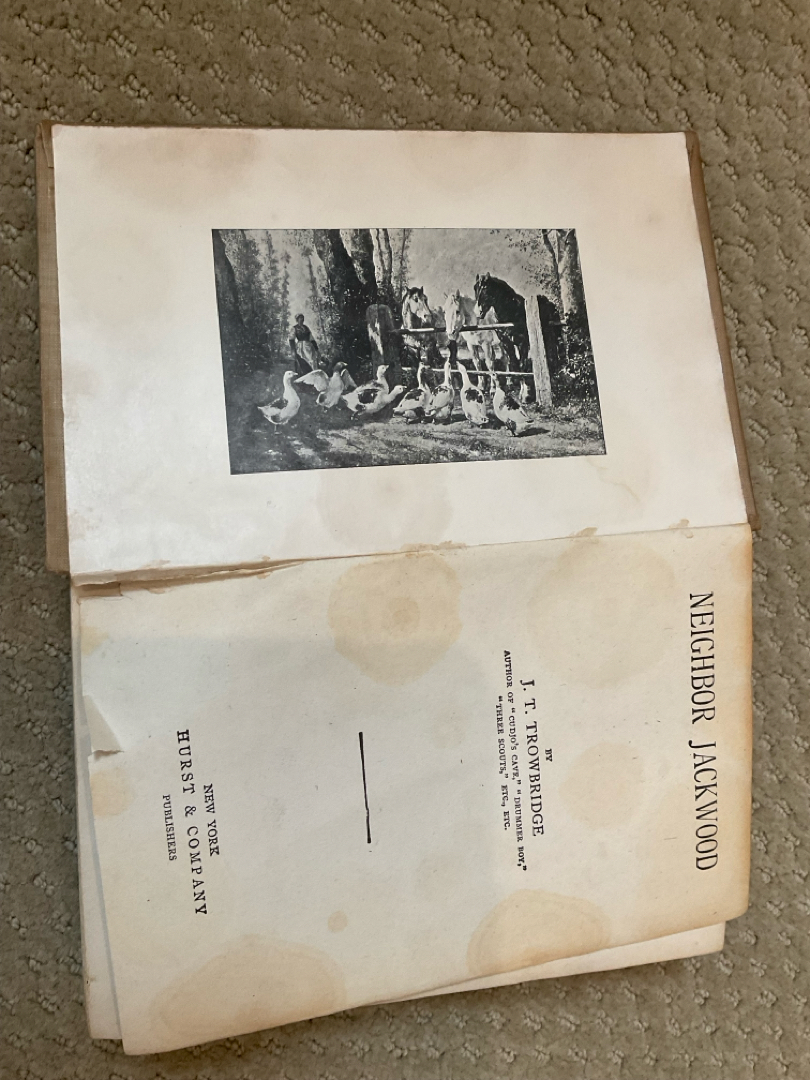 NEIGHBOR JACKWOOD
BY
J. T. TROWBRIDGE
AUTHOR OF "CUDJO'S CAVE," "DRUMMER BOY,"
"THREE SCOUTS," ETC., ETC.
NEW YORK
HURST & COMPANY
PUBLISHERS